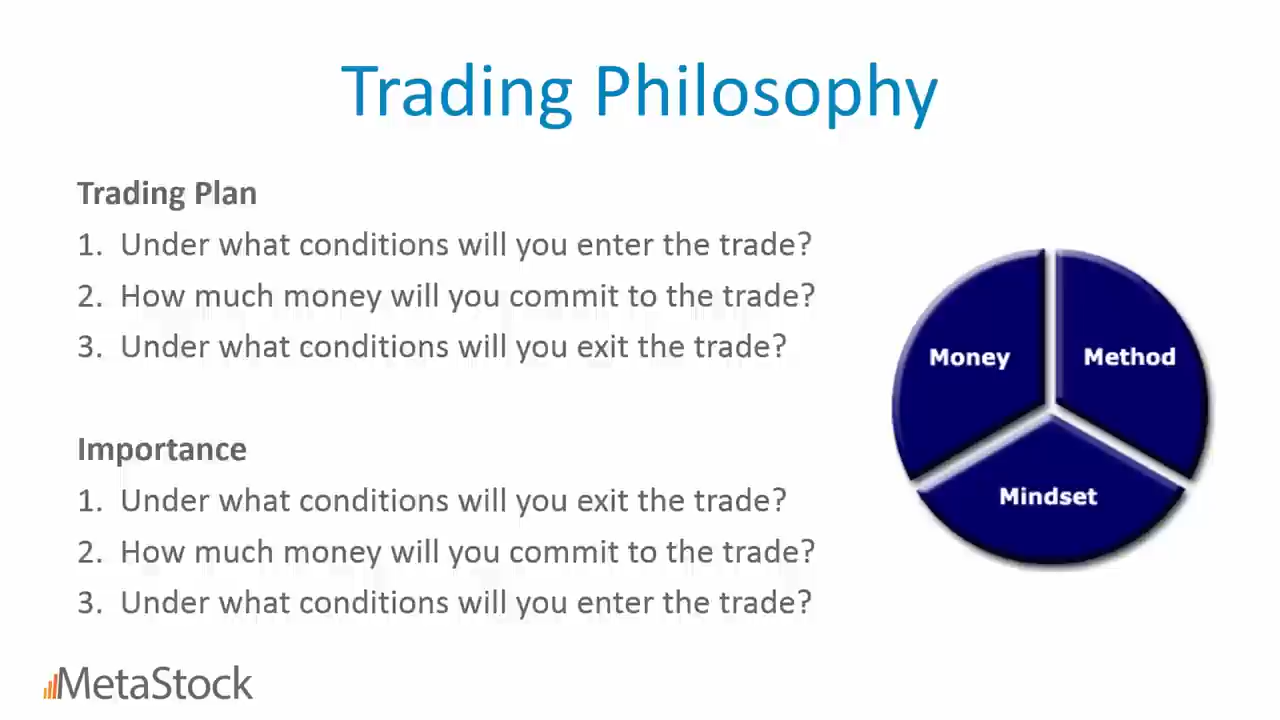 Trading Philosophy
Trading Plan
1. Under what conditions will you enter the trade?
2. How much money will you commit to the trade?
3. Under what conditions will you exit the trade?
Importance
1. Under what conditions will you exit the trade?
2. How much money will you commit to the trade?
3. Under what conditions will you enter the trade?
Money
Method
Mindset
MetaStock